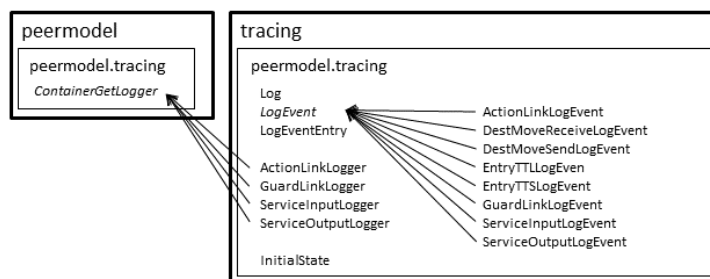 peermodel
peermodel.tracing
ContainerGetLogger
tracing
peermodel.tracing
Log
LogEvent
LogEventEntry
ActionLinkLogger
GuardLinkLogger
ServiceInputLogger
ServiceOutputLogger
InitialState
ActionLinkLogEvent
DestMoveReceiveLogEvent
DestMoveSendLogEvent
EntryTTLLogEven
EntryTTSLogEvent
GuardLinkLogEvent
ServiceInputLogEvent
ServiceOutputLogEvent